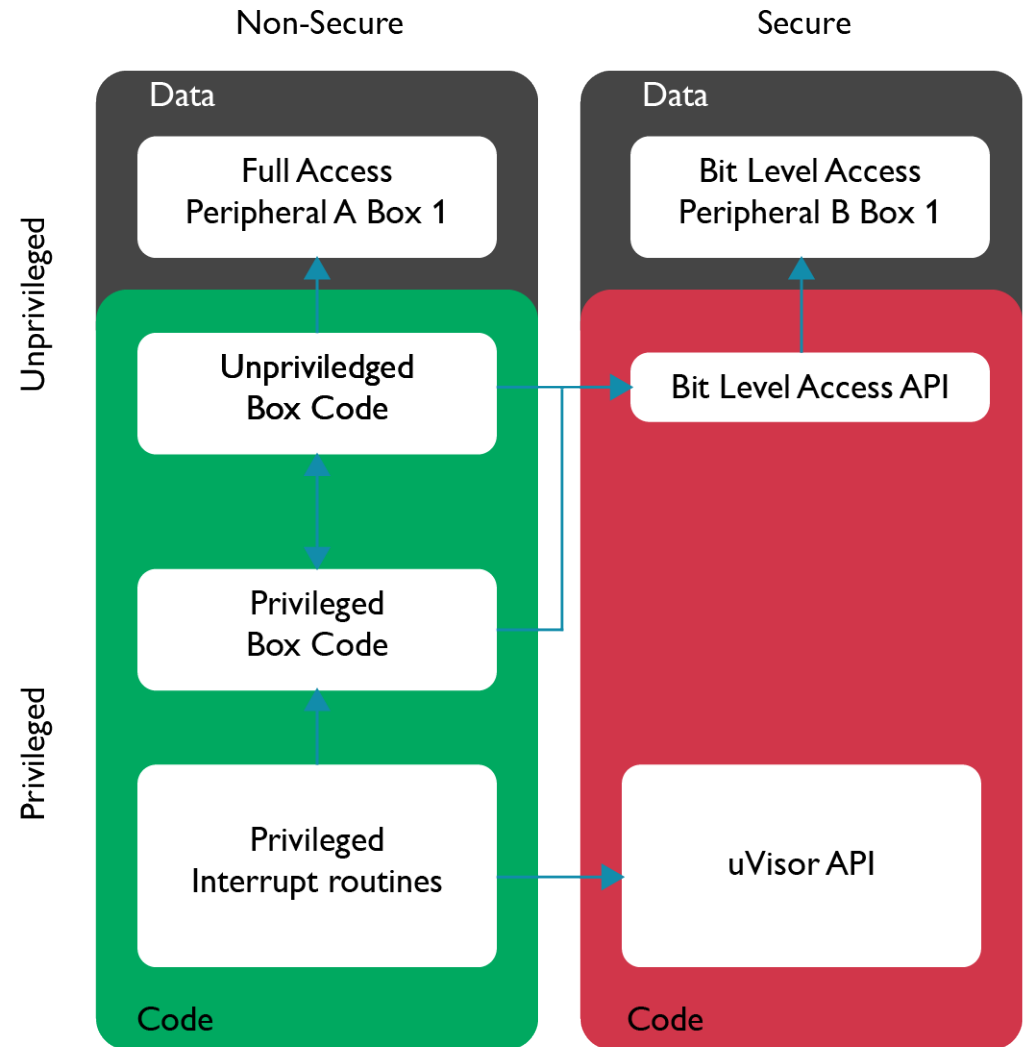 Non-Secure
Secure
Unprivileged
Privileged
Data
Full Access
Peripheral A Box 1
Unpriviledged
Box Code
Privileged
Box Code
Privileged
Interrupt routines
Code
Data
Bit Level Access
Peripheral B Box 1
Bit Level Access API
uVisor API
Code